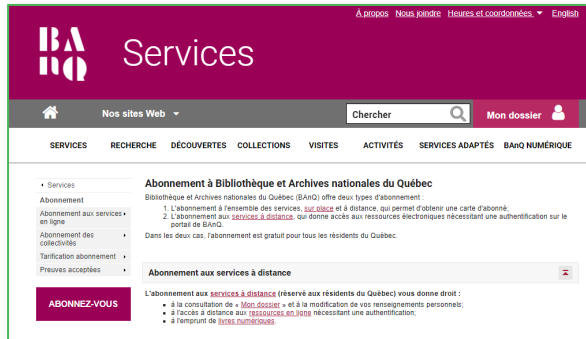 À propos Nous joindre Heures et coordonnées English
BAnQ
Services
Nos sites Web
Chercher
Mon dossier
SERVICES RECHERCHE DÉCOUVERTES COLLECTIONS VISITES ACTIVITÉS SERVICES ADAPTÉS BAnQ NUMÉRIQUE
Services
Abonnement
Abonnement aux services
en ligne
Abonnement des
collectivités
Tarification abonnement
Preuves acceptées
ABONNEZ-VOUS
Abonnement à Bibliothèque et Archives nationales du Québec
Bibliothèque et Archives nationales du Québec (BAnQ) offre deux types d'abonnement :
1. L'abonnement à l'ensemble des services, sur place et à distance, qui permet d'obtenir une carte d'abonné;
2. L'abonnement aux services à distance, qui donne accès aux ressources électroniques nécessitant une authentification sur le
portail de BAnQ.
Dans les deux cas, l'abonnement est gratuit pour tous les résidents du Québec.
Abonnement aux services à distance
L'abonnement aux services à distance (réservé aux résidents du Québec) vous donne droit :
à la consultation de « Mon dossier » et à la modification de vos renseignements personnels;
à l'accès à distance aux ressources en ligne nécessitant une authentification;
à l'emprunt de livres numériques.